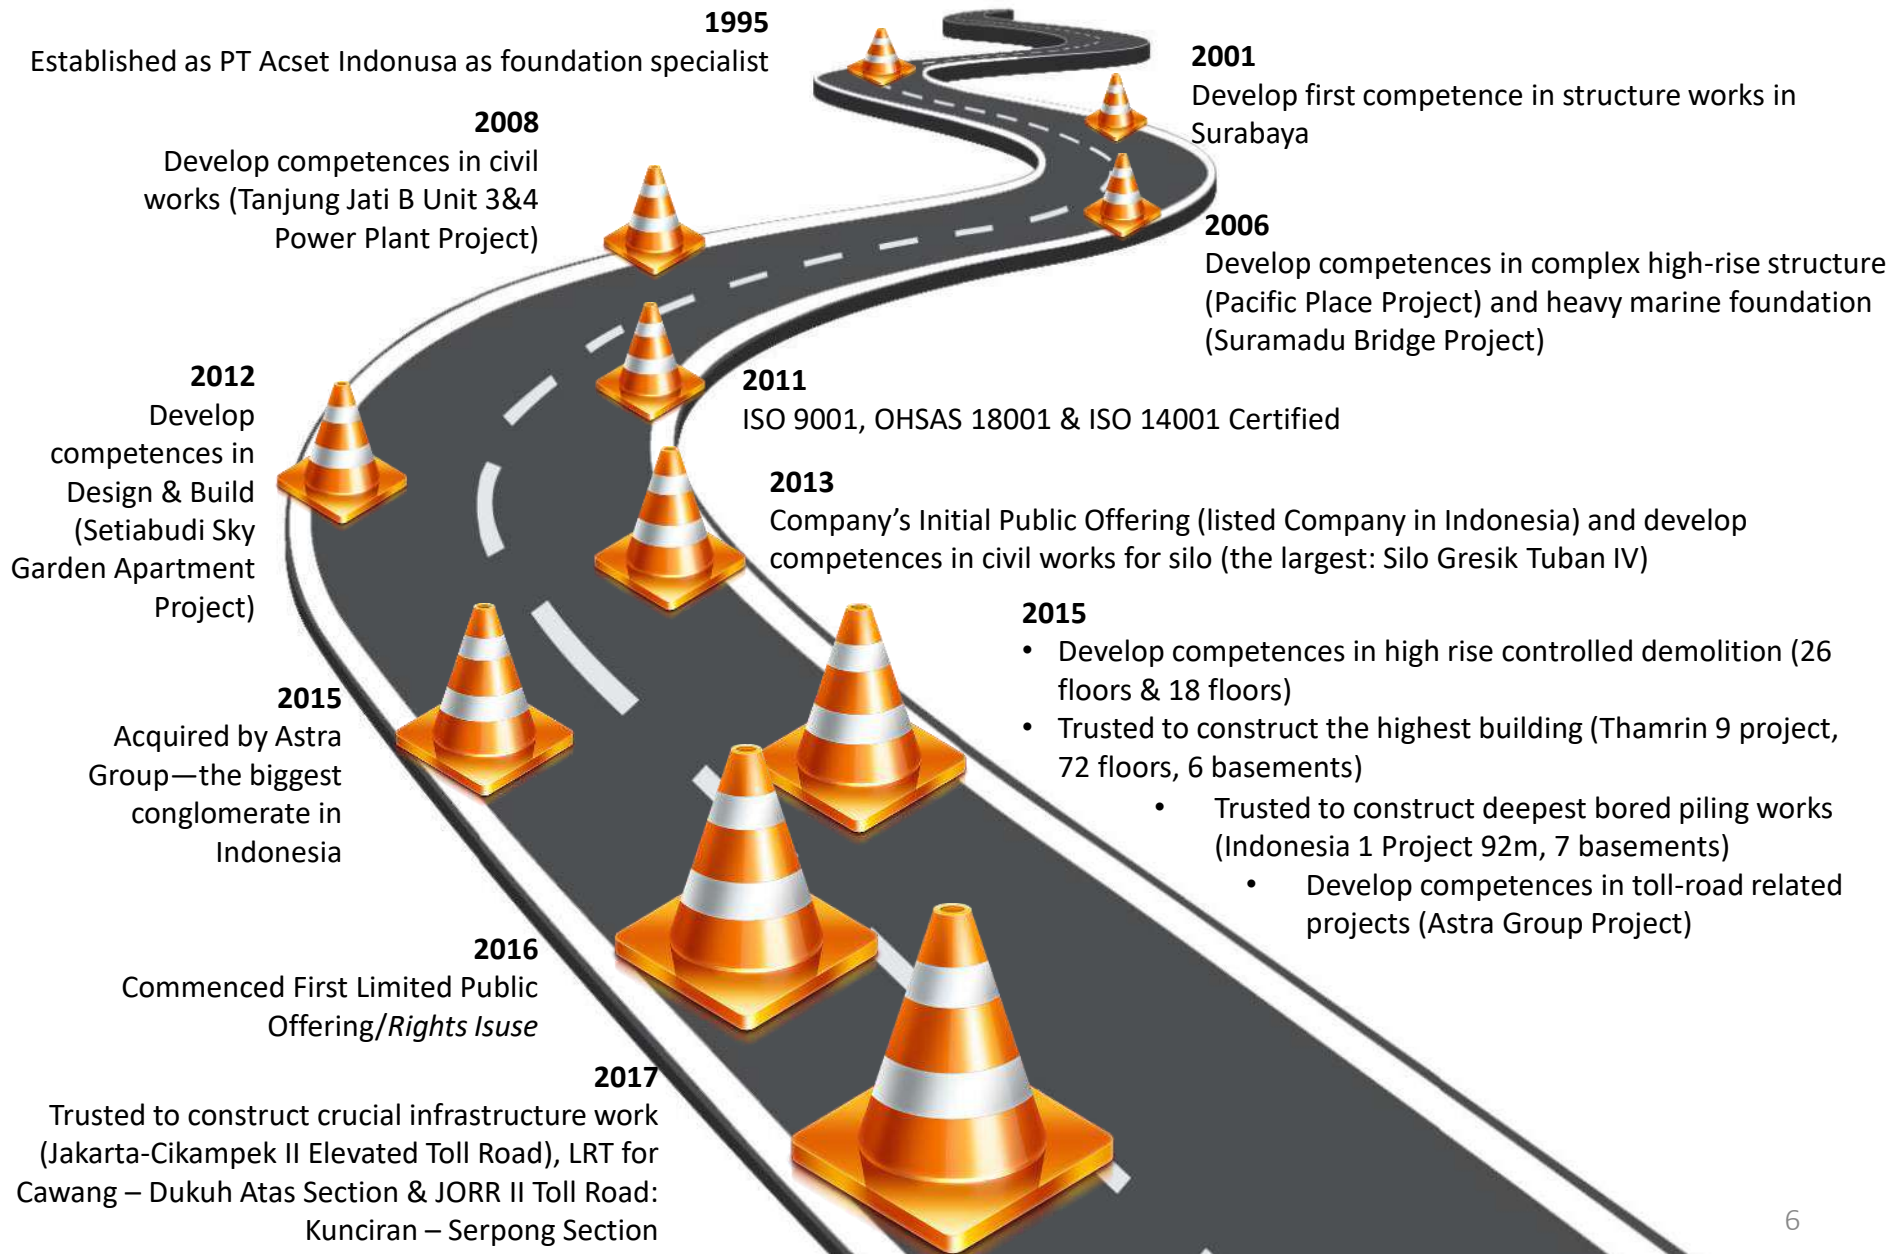 1995
Established as PT Acset Indonusa as foundation specialist
2001
Develop first competence in structure works in
Surabaya
2006
Develop competences in complex high-rise structure
(Pacific Place Project) and heavy marine foundation
(Suramadu Bridge Project)
2008
Develop competences in civil
works (Tanjung Jati B Unit 3&4
Power Plant Project)
2011
ISO 9001, OHSAS 18001 & ISO 14001 Certified
2012
Develop
competences in
Design & Build
(Setiabudi Sky
Garden Apartment
Project)
2013
Company’s Initial Public Offering (listed Company in Indonesia) and develop
competences in civil works for silo (the largest: Silo Gresik Tuban IV)
2015
Acquired by Astra
Group—the biggest
conglomerate in
Indonesia
2015
• Develop competences in high rise controlled demolition (26
floors & 18 floors)
• Trusted to construct the highest building (Thamrin 9 project,
72 floors, 6 basements)
• Trusted to construct deepest bored piling works
(Indonesia 1 Project 92m, 7 basements)
• Develop competences in toll-road related
projects (Astra Group Project)
2016
Commenced First Limited Public
Offering/Rights Isuse
2017
Trusted to construct crucial infrastructure work
(Jakarta-Cikampek II Elevated Toll Road), LRT for
Cawang – Dukuh Atas Section & JORR II Toll Road:
Kunciran – Serpong Section
6